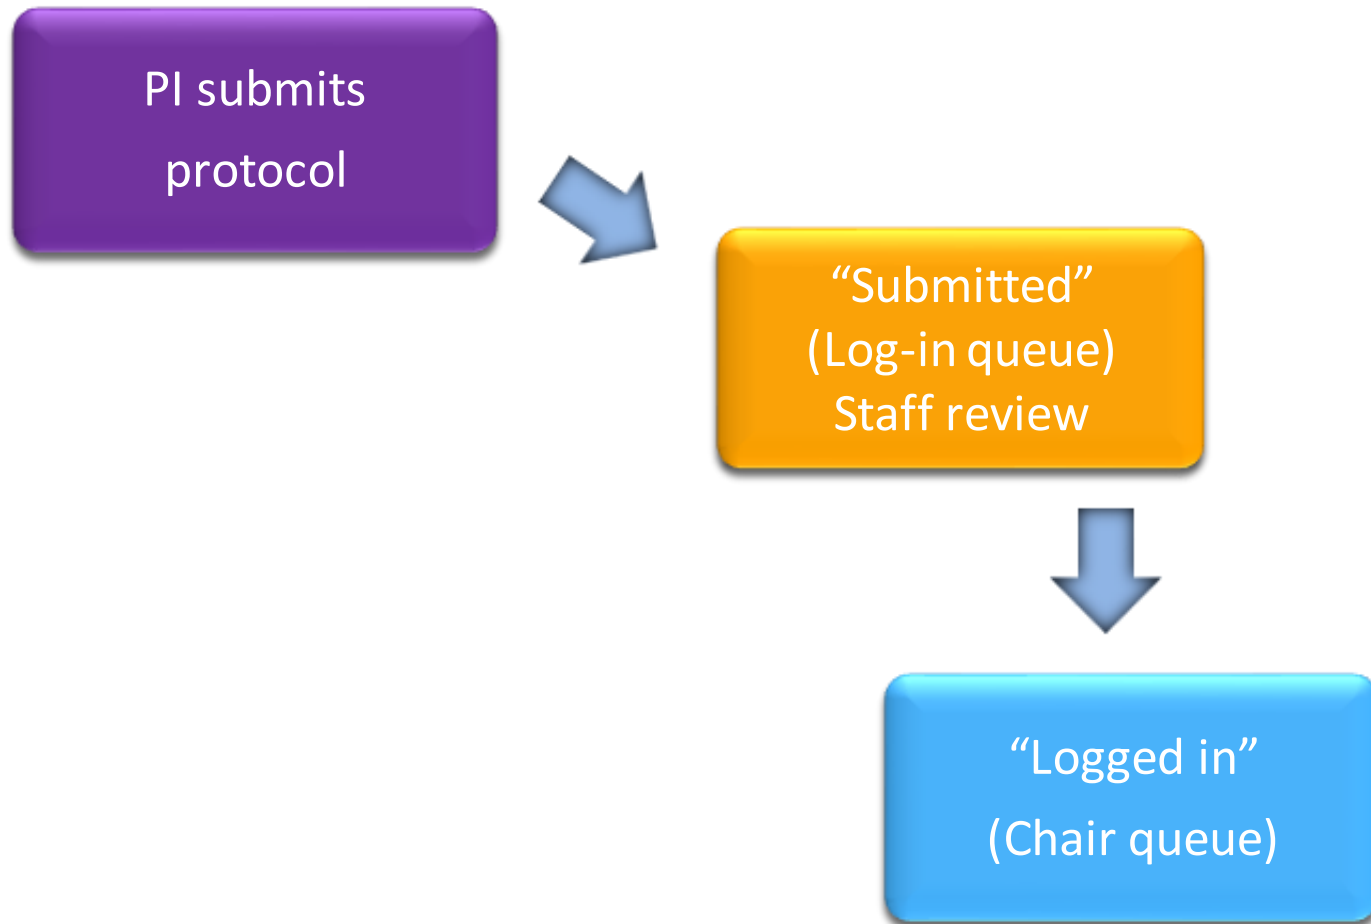 PI submits
protocol
“Submitted”
(Log-in queue)
Staff review
“Logged in”
(Chair queue)